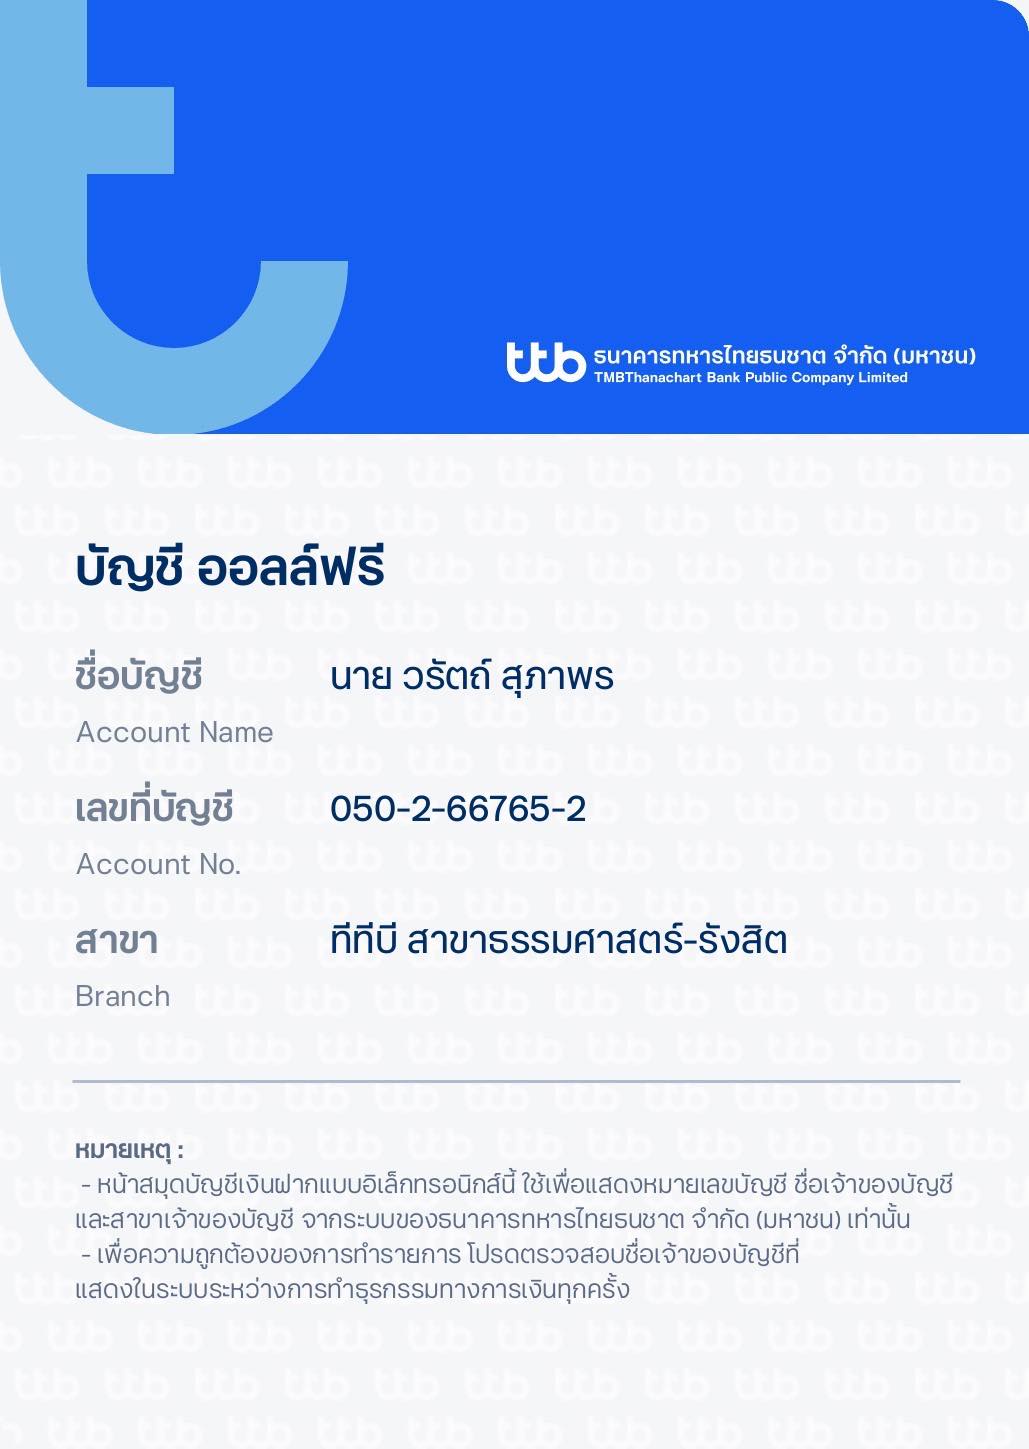 ttb ธนาคารทหารไทยธนชาต จำกัด (มหาชน)
TMBThanachart Bank Public Company Limited
บัญชี ออลล์ฟรี
ชื่อบัญชี นาย วรัตถ์ สุภาพร
Account Name
เลขที่บัญชี 050-2-66765-2
Account No.
สาขา ทีทีบี สาขาธรรมศาสตร์-รังสิต
Branch
หมายเหตุ :
- หน้าสมุดบัญชีเงินฝากแบบอิเล็กทรอนิกส์นี้ ใช้เพื่อแสดงหมายเลขบัญชี ชื่อเจ้าของบัญชี
และสาขาเจ้าของบัญชี จากระบบของธนาคารทหารไทยธนชาต จำกัด (มหาชน) เท่านั้น
- เพื่อความถูกต้องของการทำรายการ โปรดตรวจสอบชื่อเจ้าของบัญชีที่
แสดงในระบบระหว่างการทำธุรกรรมทางการเงินทุกครั้ง